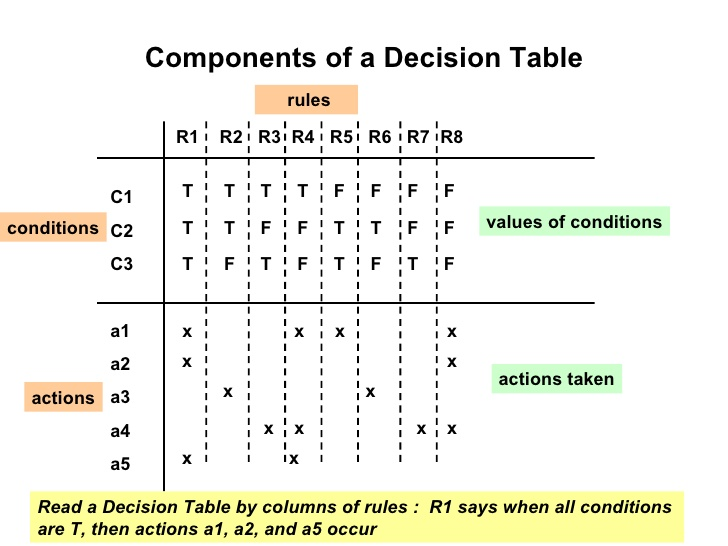 Components of a Decision Table
rules
R1 R2 R3 R4 R5 R6 R7 R8
C1 T T T T F F F F
conditions C2 T T F F T T F F values of conditions
C3 T F T F T F T F
a1 x x x x
a2 x x
actions taken
actions a3 x x
a4 x x x x
a5 x x
Read a Decision Table by columns of rules : R1 says when all conditions
are T, then actions a1, a2, and a5 occur